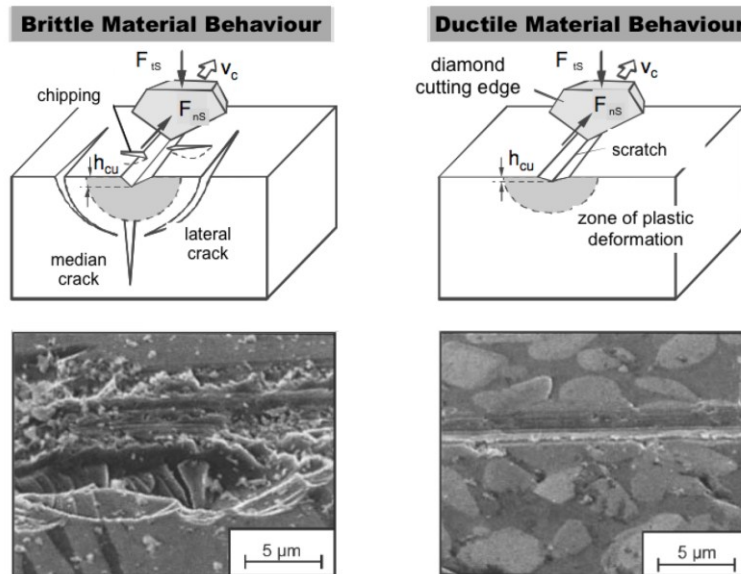 Brittle Material Behaviour
Ductile Material Behaviour
F tS
v c
chipping
F nS
h cu
median
crack
lateral
crack
F tS
v c
diamond
cutting edge
F nS
scratch
h cu
zone of plastic
deformation
5 µm
5 µm